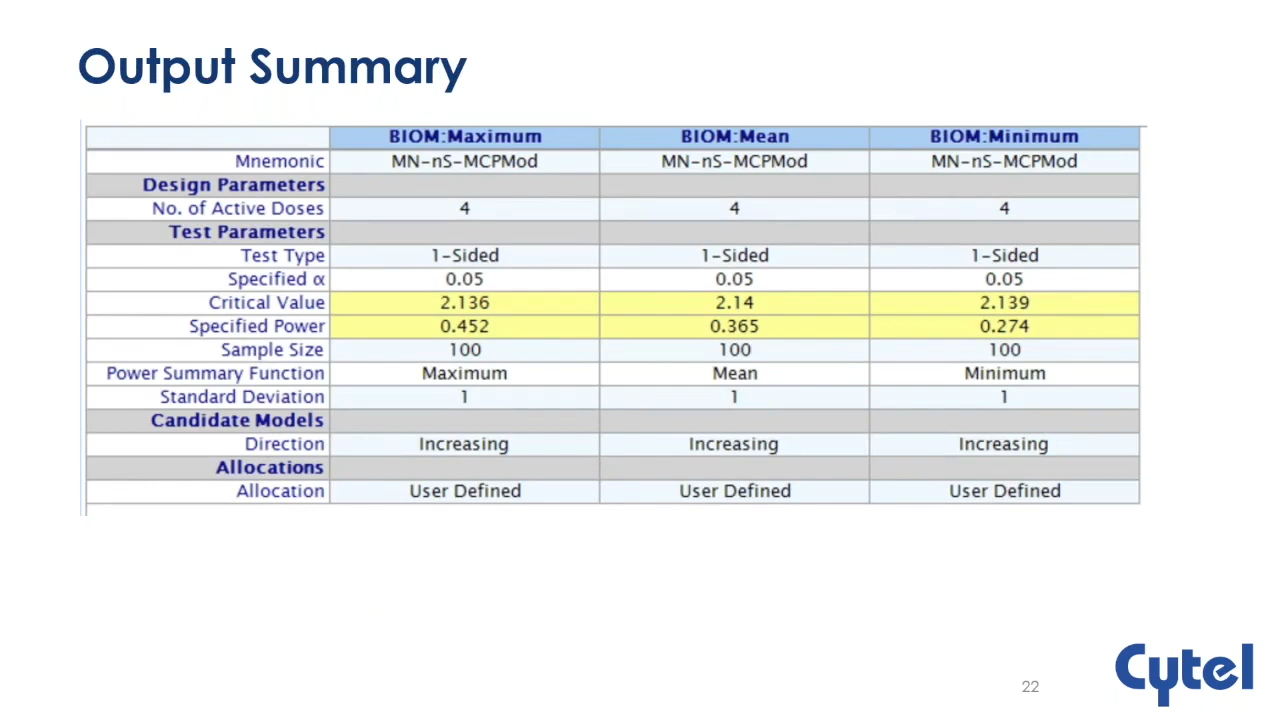 Output Summary
BIOM:Maximum BIOM:Mean BIOM:Minimum
Mnemonic MN-nS-MCPMod MN-nS-MCPMod MN-nS-MCPMod
Design Parameters
No. of Active Doses 4 4 4
Test Parameters
Test Type 1-Sided 1-Sided 1-Sided
Specified α 0.05 0.05 0.05
Critical Value 2.136 2.14 2.139
Specified Power 0.452 0.365 0.274
Sample Size 100 100 100
Power Summary Function Maximum Mean Minimum
Standard Deviation 1 1 1
Candidate Models
Direction Increasing Increasing Increasing
Allocations
Allocation User Defined User Defined User Defined
22
Cytel